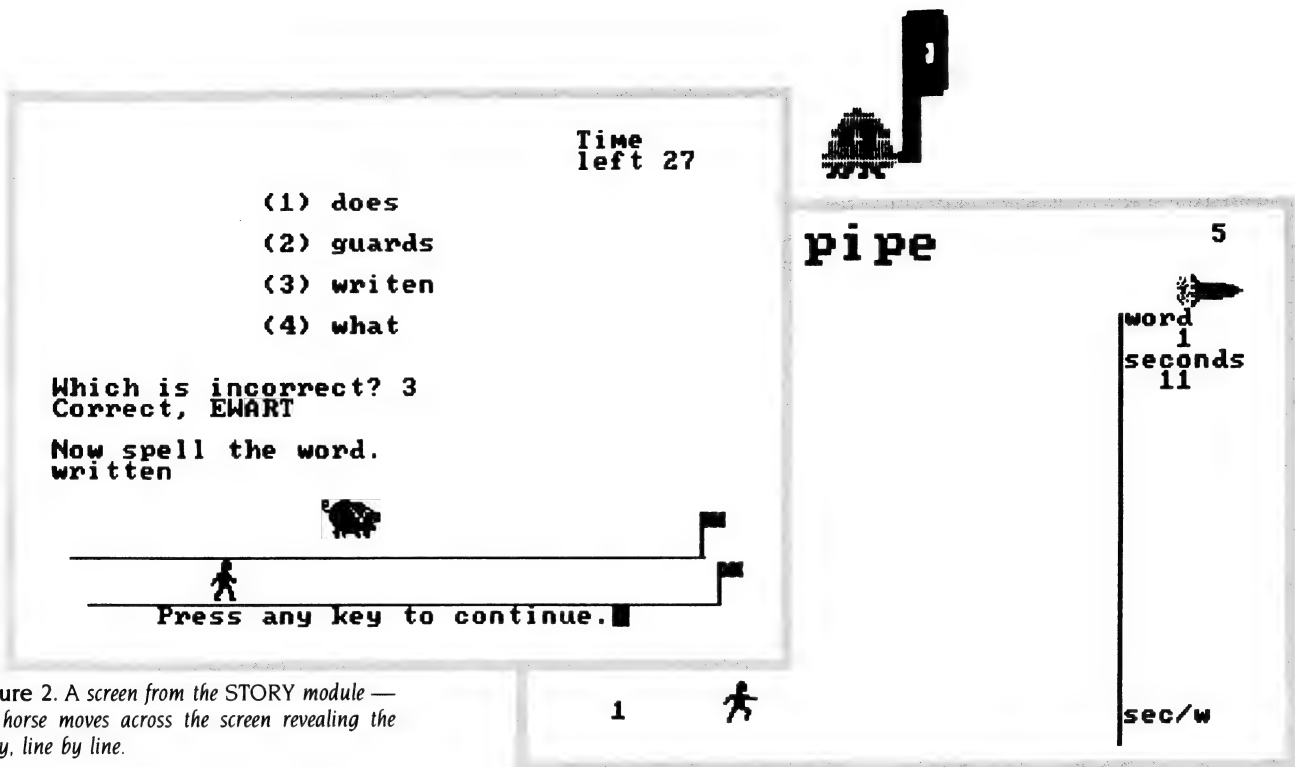 Time
left 27
(1) does
(2) guards
(3) writen
(4) what
Which is incorrect? 3
Correct, EWART
Now spell the word.
written
Press any key to continue.
pipe
5
word
1
seconds
11
1
sec/w
ure 2. A screen from the STORY module —
horse moves across the screen revealing the
y, line by line.